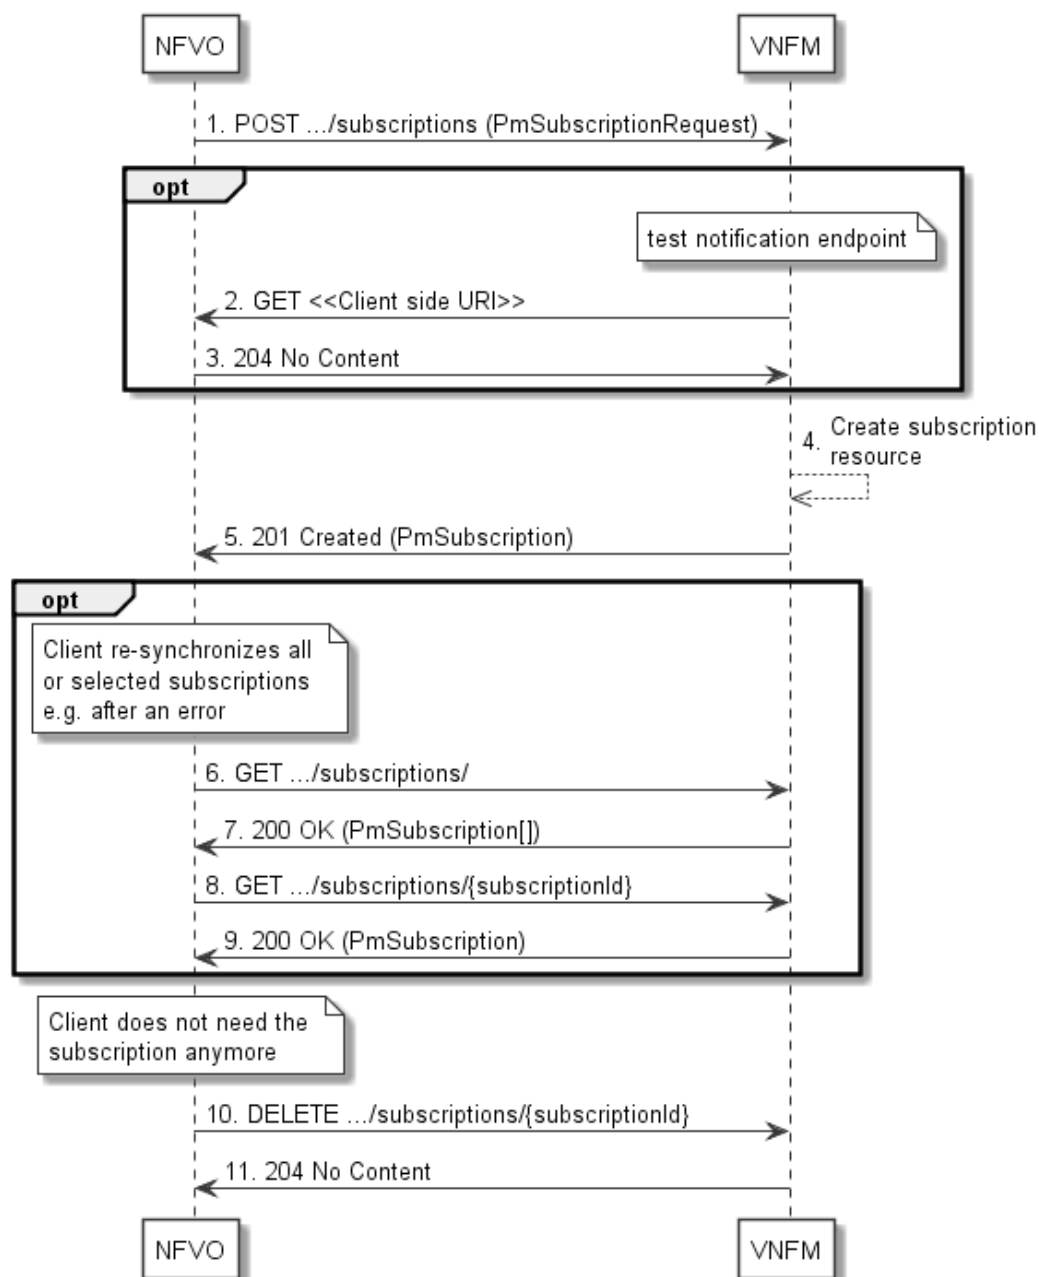 NFVO
VNFM
1. POST .../subscriptions (PmSubscriptionRequest)
opt
test notification endpoint
2. GET <<Client side URI>>
3. 204 No Content
4. Create subscription
resource
5. 201 Created (PmSubscription)
opt
Client re-synchronizes all
or selected subscriptions
e.g. after an error
6. GET .../subscriptions/
7. 200 OK (PmSubscription[])
8. GET .../subscriptions/{subscriptionId}
9. 200 OK (PmSubscription)
Client does not need the
subscription anymore
10. DELETE .../subscriptions/{subscriptionId}
11. 204 No Content
NFVO
VNFM